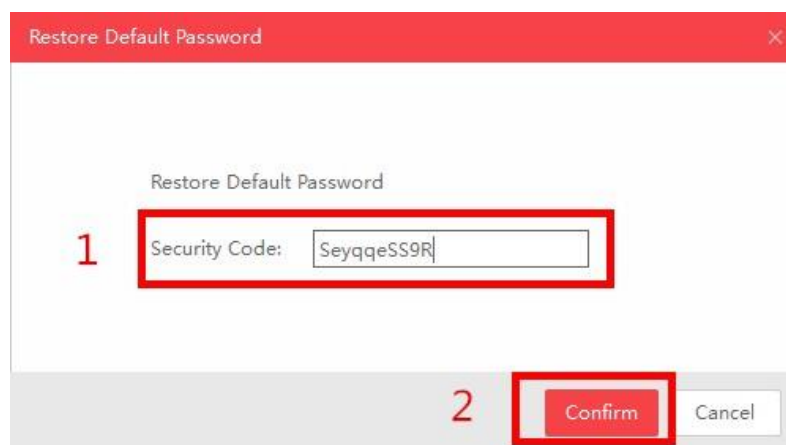 Restore Default Password
Restore Default Password
1
Security Code: SeyqqeSS9R
2
Confirm Cancel